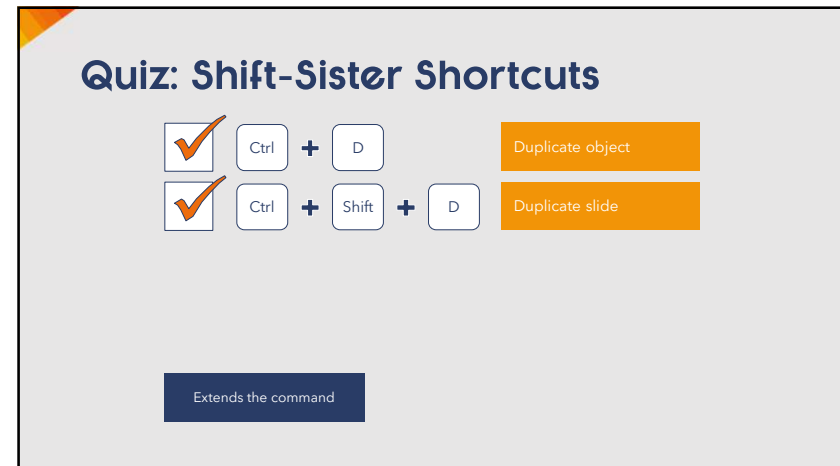 Quiz: Shift-Sister Shortcuts
Ctrl + D Duplicate object
Ctrl + Shift + D Duplicate slide
Extends the command